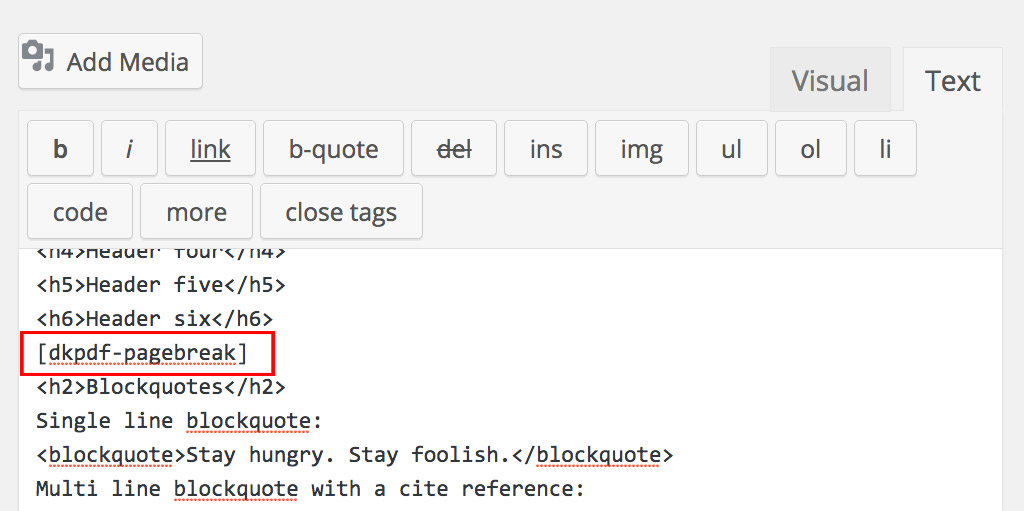 Add Media
Visual Text
b i link b-quote del ins img ul ol li
code more close tags
<h4>Header four</h4>
<h5>Header five</h5>
<h6>Header six</h6>
[dkpdf-pagebreak]
<h2>Blockquotes</h2>
Single line blockquote:
<blockquote>Stay hungry. Stay foolish.</blockquote>
Multi line blockquote with a cite reference: